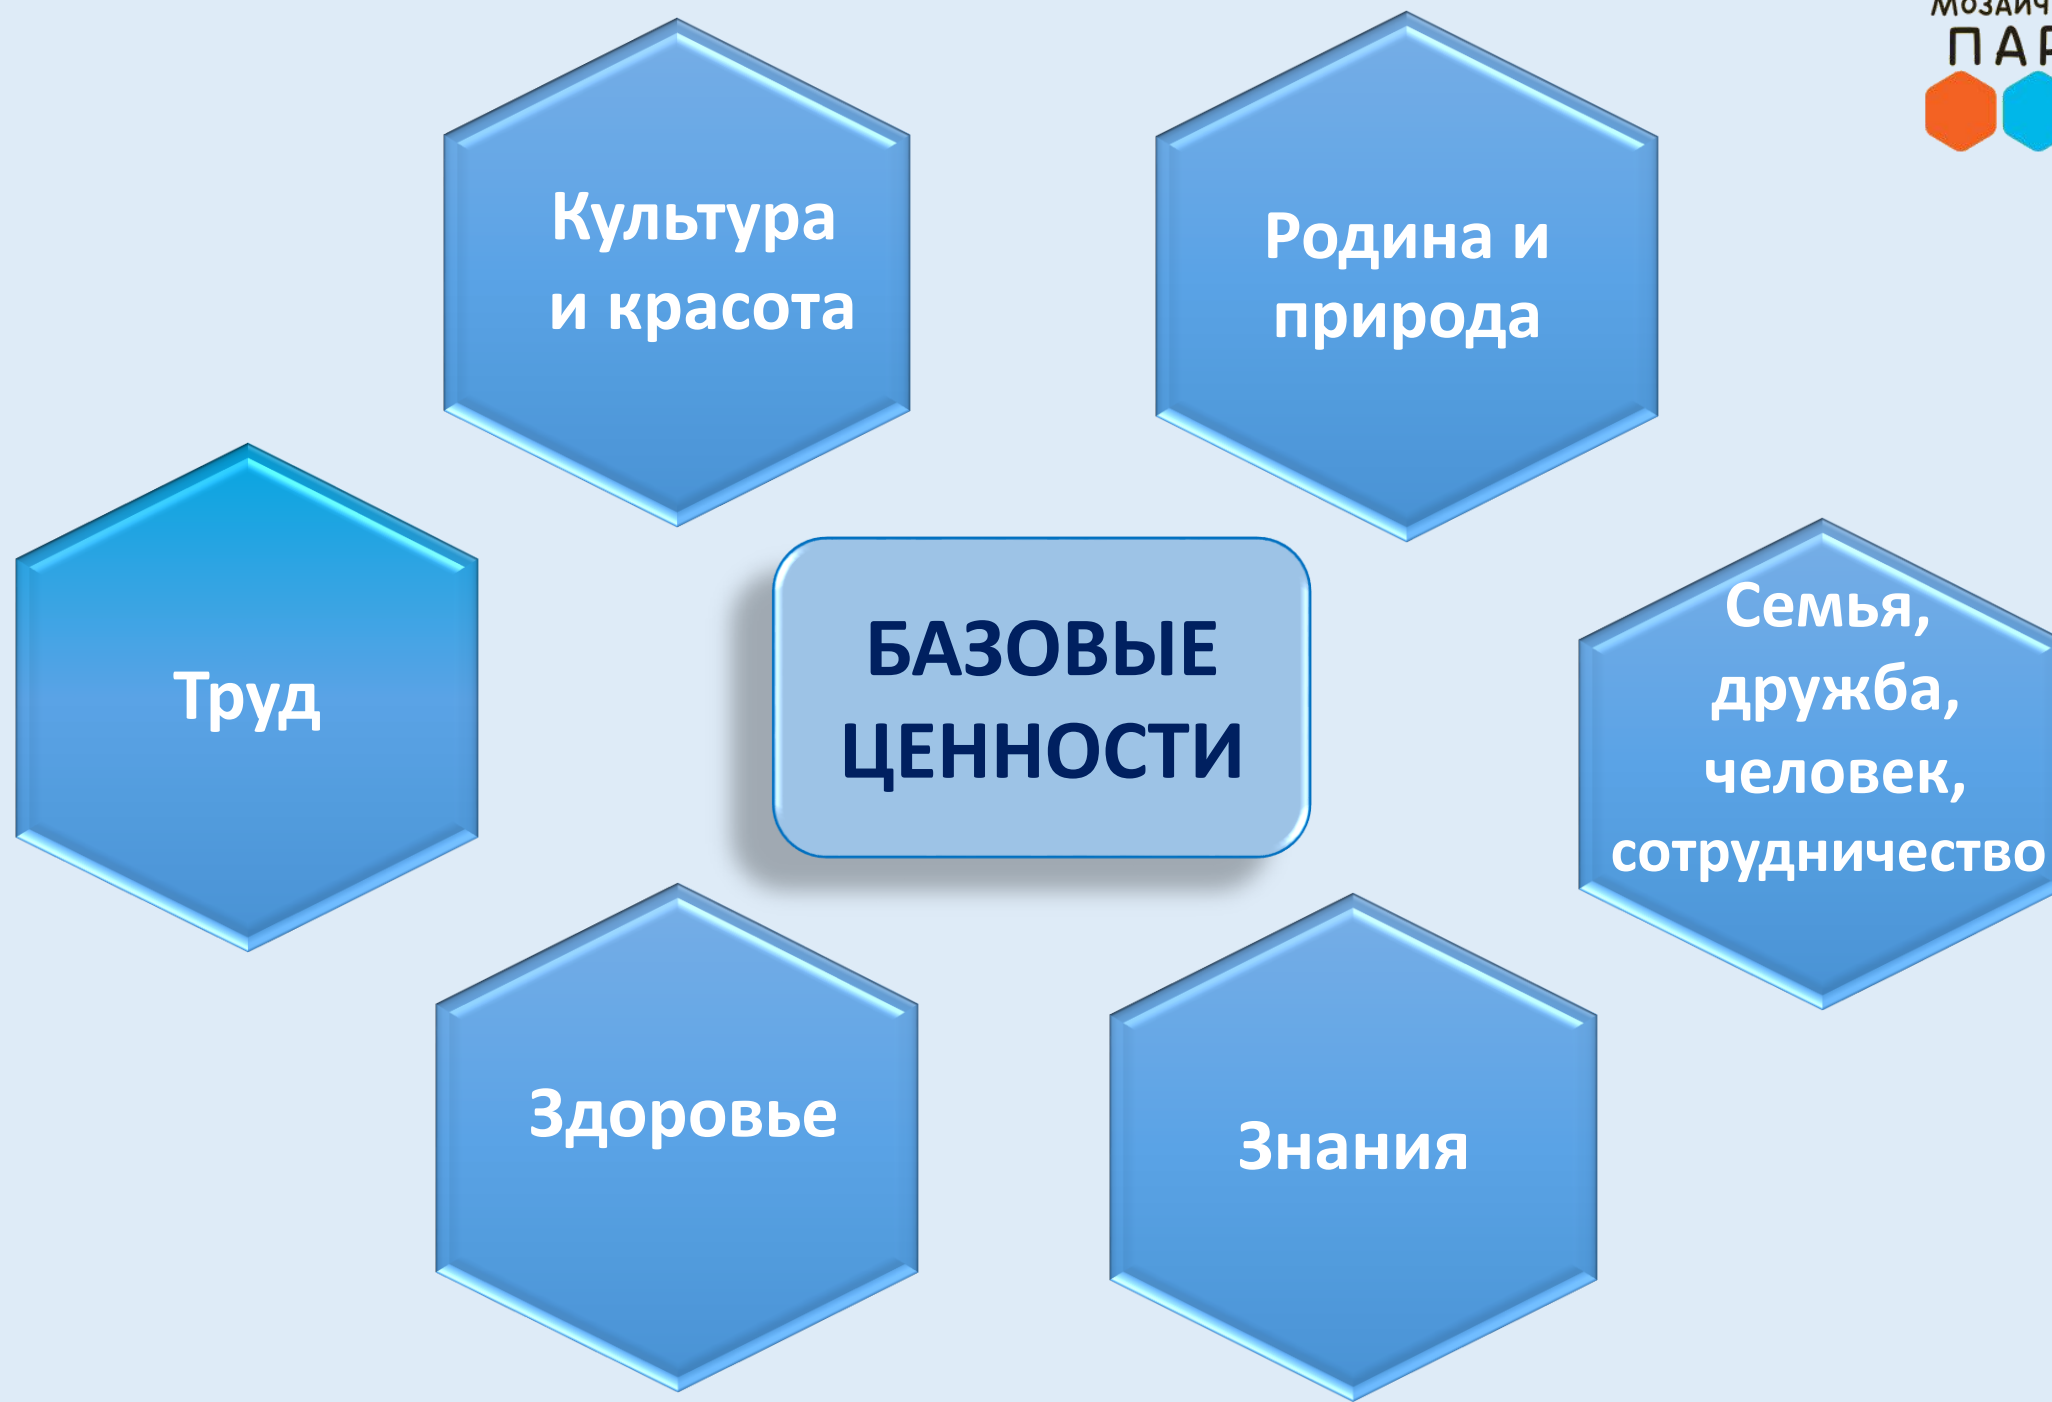 Культура
и красота
Родина и
природа
Труд
БАЗОВЫЕ
ЦЕННОСТИ
Семья,
дружба,
человек,
сотрудничество
Здоровье
Знания